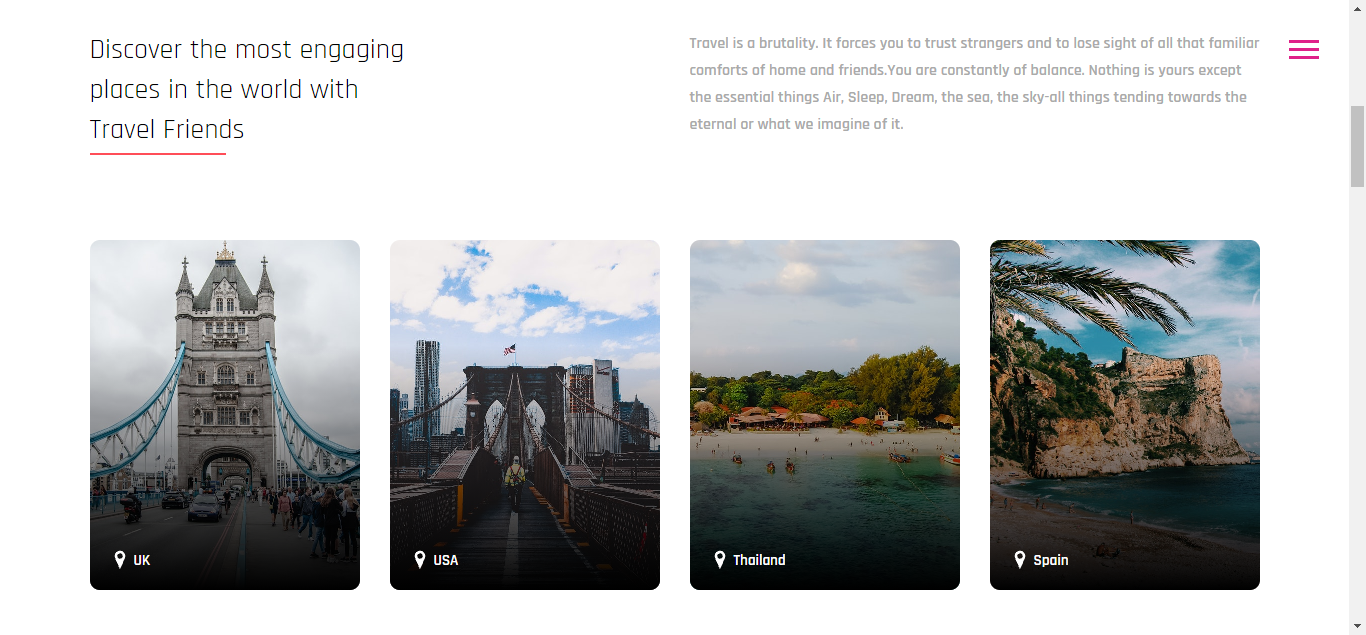 Discover the most engaging
places in the world with
Travel Friends
Travel is a brutality. It forces you to trust strangers and to lose sight of all that familiar
comforts of home and friends.You are constantly of balance. Nothing is yours except
the essential things Air, Sleep, Dream, the sea, the sky-all things tending towards the
eternal or what we imagine of it.
UK
USA
Thailand
Spain